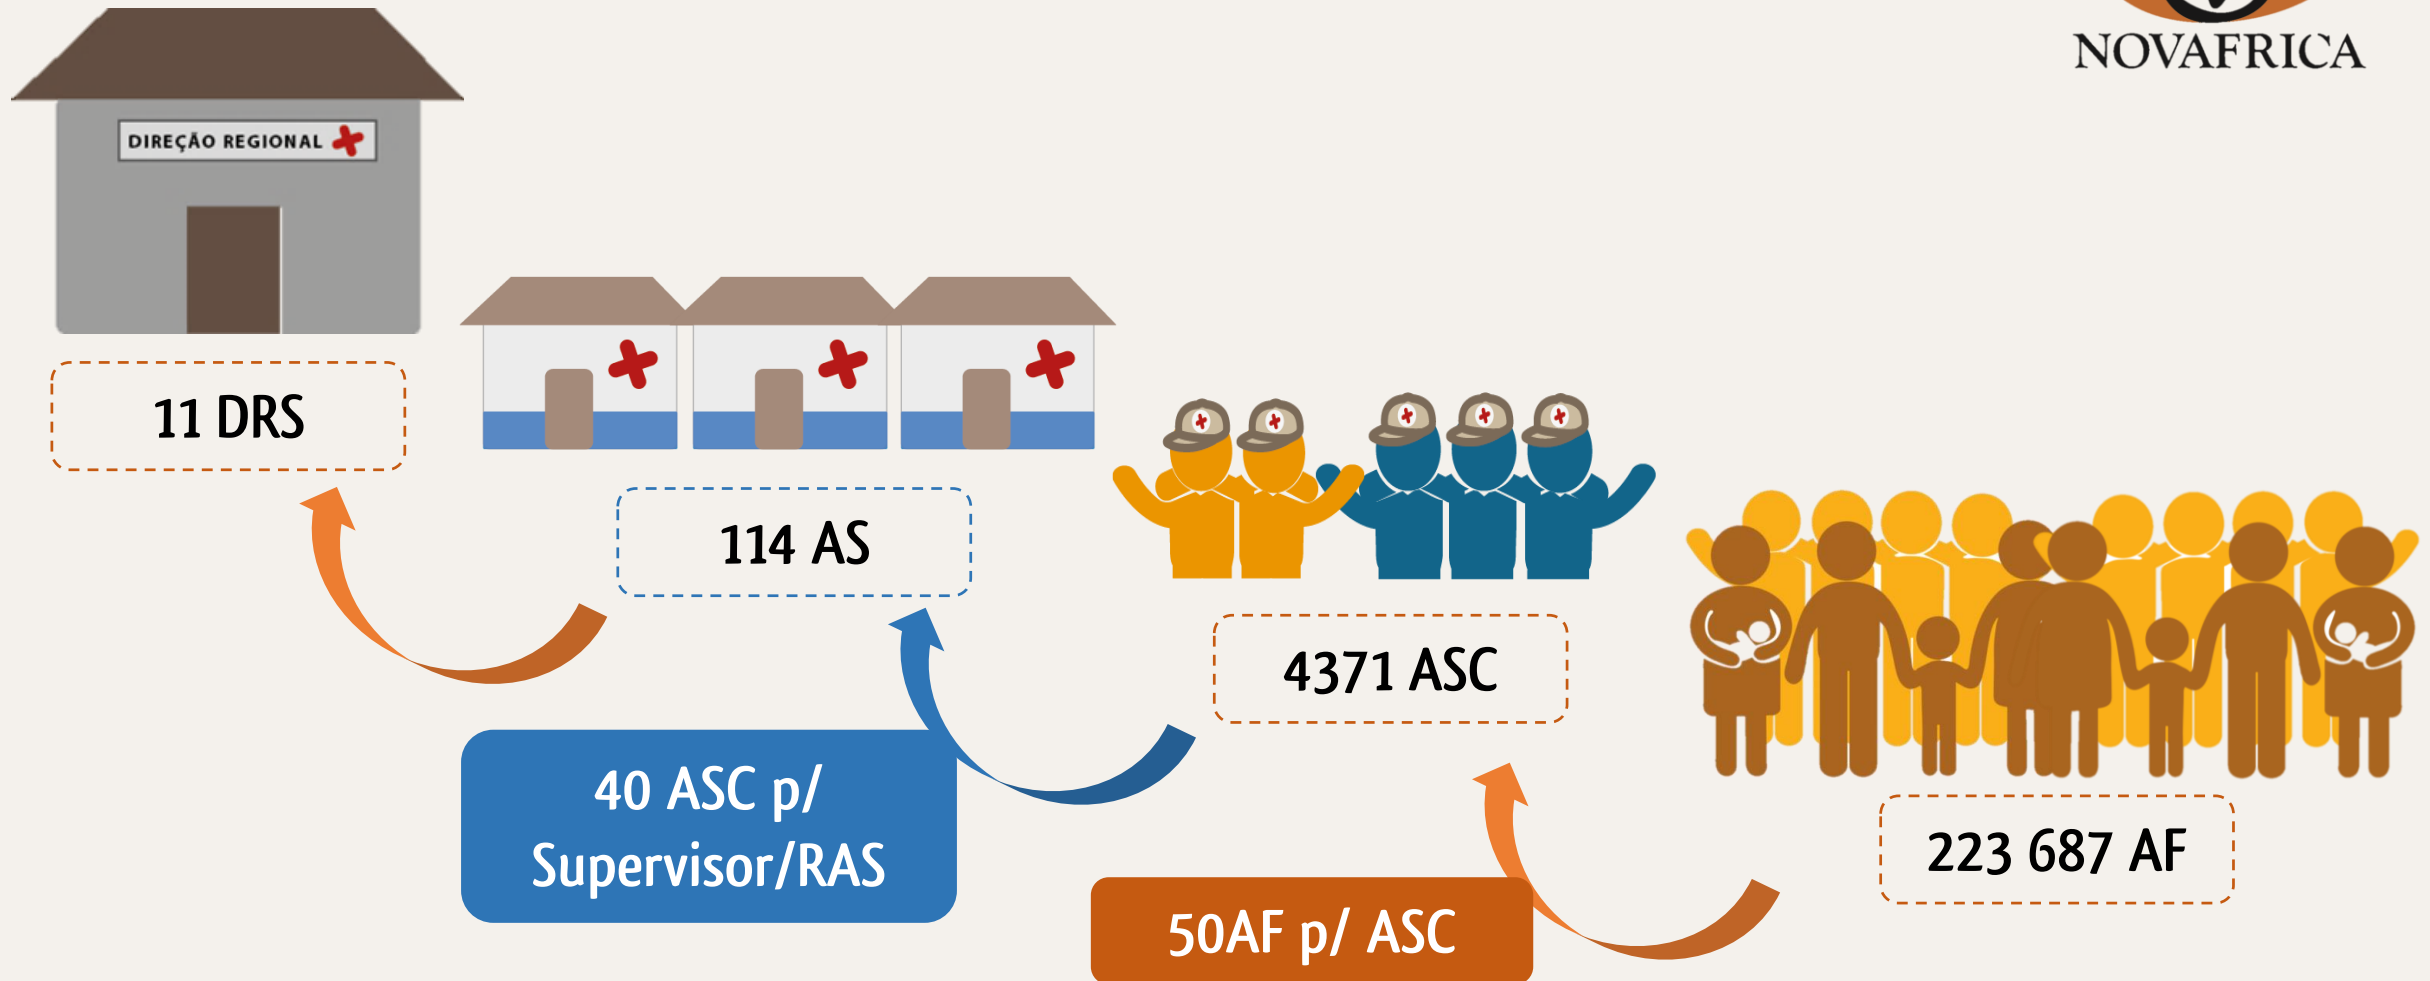 NOVAFRICA
DIREÇÃO REGIONAL
11 DRS
114 AS
4371 ASC
40 ASC p/
Supervisor/RAS
223 687 AF
50AF p/ ASC